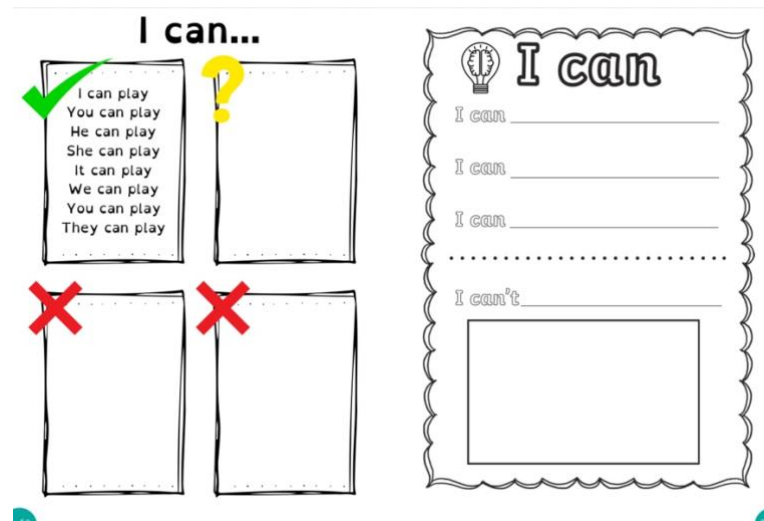 I can...
I can play
You can play
He can play
She can play
It can play
We can play
You can play
They can play
?
I can
I can
I can
I can
I can't